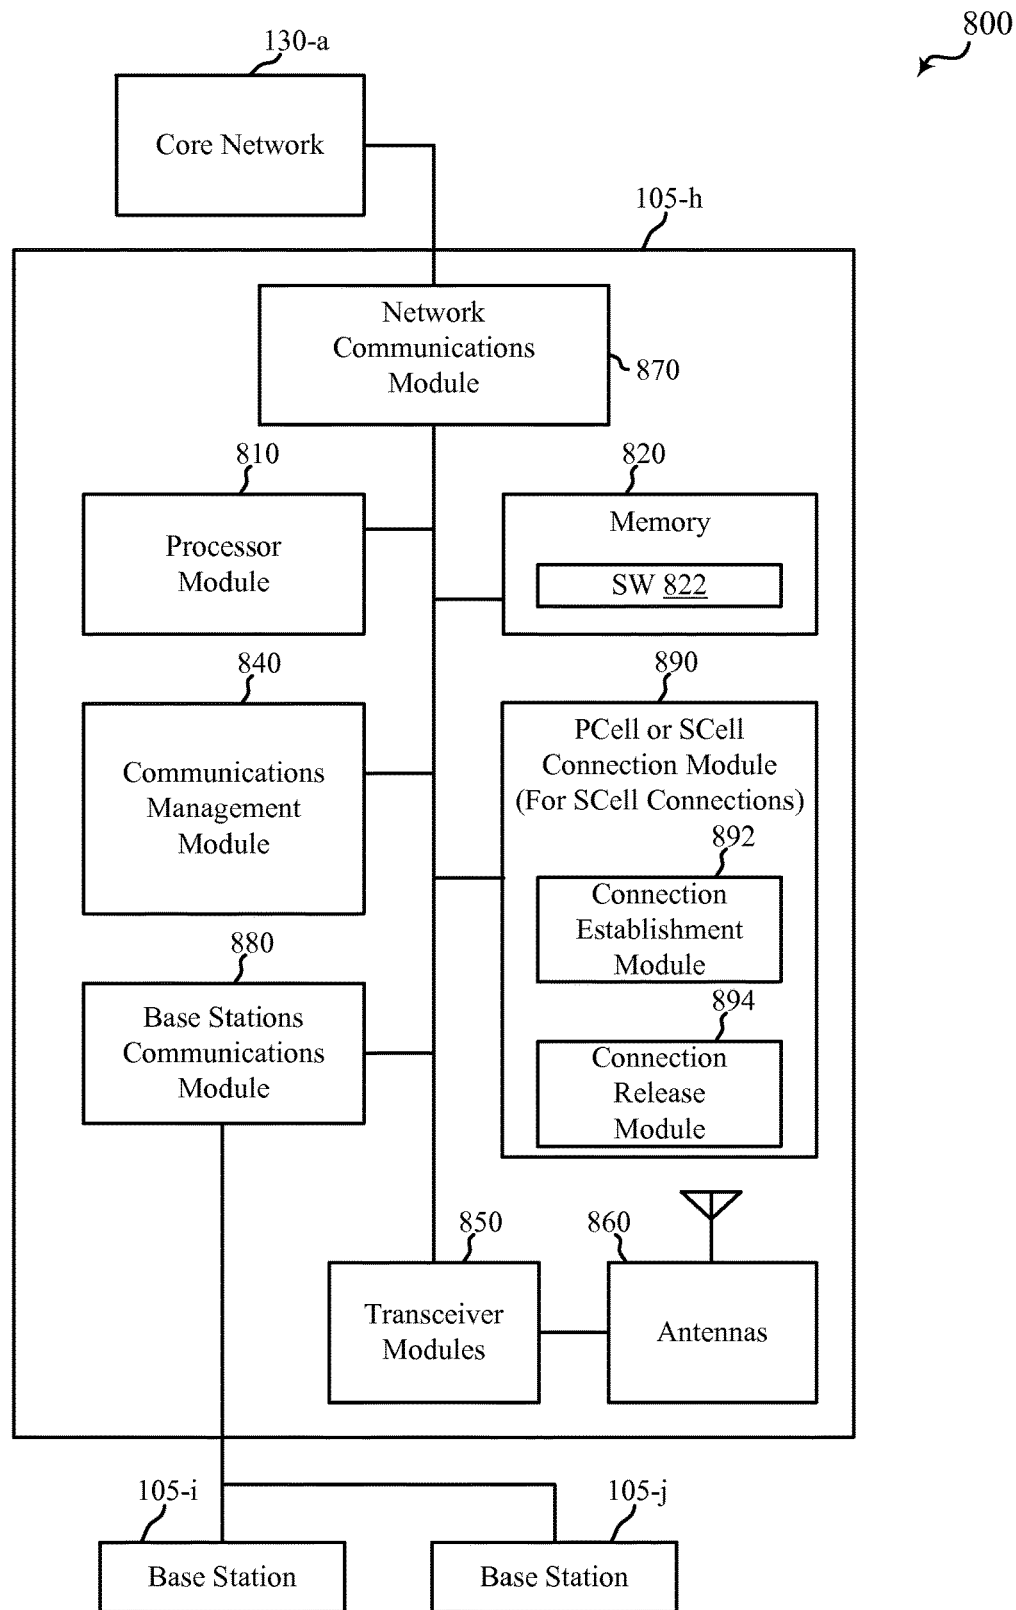 800
130-a
Core Network
105-h
Network
Communications
Module
870
810
Processor
Module
820
Memory
SW 822
840
Communications
Management
Module
890
PCell or SCell
Connection Module
(For SCell Connections)
892
Connection
Establishment
Module
894
Connection
Release
Module
880
Base Stations
Communications
Module
850
Transceiver
Modules
860
Antennas
105-i
Base Station
105-j
Base Station